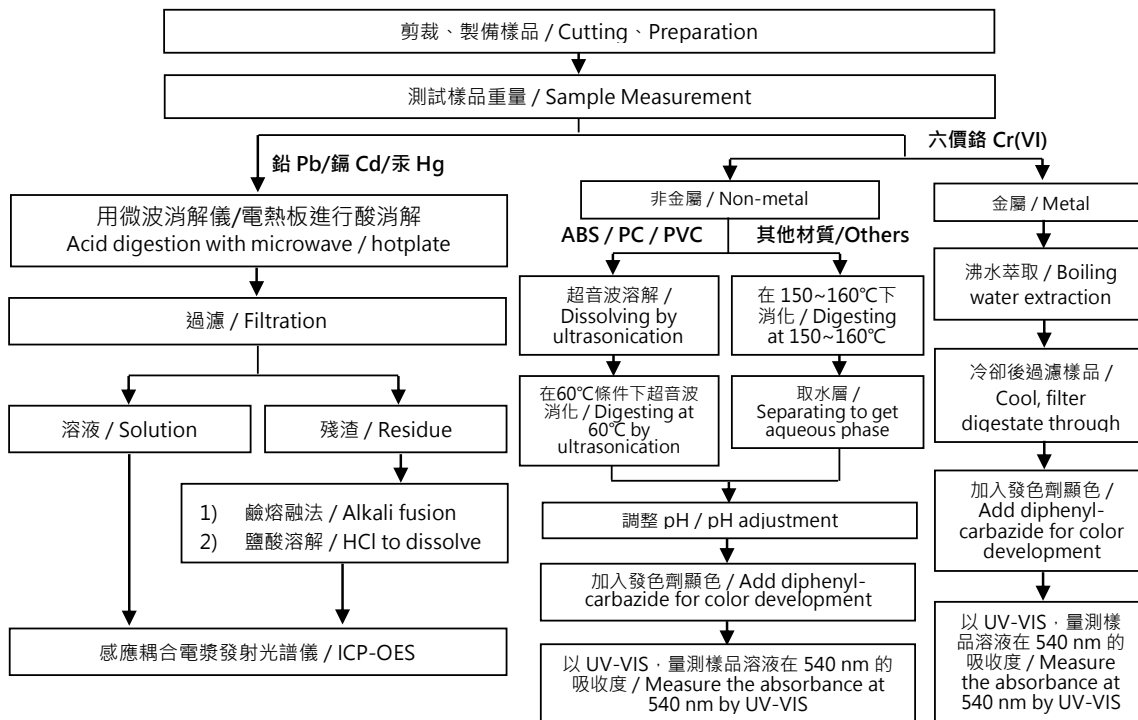 剪裁、製備樣品 / Cutting、Preparation
測試樣品重量 / Sample Measurement
鉛 Pb/鎘 Cd/汞 Hg
六價鉻 Cr(VI)
用微波消解儀/電熱板進行酸消解
Acid digestion with microwave / hotplate
過濾 / Filtration
溶液 / Solution
殘渣 / Residue
1) 鹼熔融法 / Alkali fusion
2) 鹽酸溶解 / HCl to dissolve
感應耦合電漿發射光譜儀 / ICP-OES
非金屬 / Non-metal
ABS / PC / PVC
其他材質/Others
超音波溶解 /
Dissolving by
ultrasonication
在60℃條件下超音波
消化 / Digesting at
60℃ by
ultrasonication
在 150~160℃下
消化 / Digesting
at 150~160℃
取水層 /
Separating to get
aqueous phase
調整 pH / pH adjustment
加入發色劑顯色 / Add diphenyl-
carbazide for color development
以 UV-VIS，量測樣品溶液在 540 nm 的
吸收度 / Measure the absorbance at
540 nm by UV-VIS
金屬 / Metal
沸水萃取 / Boiling
water extraction
冷卻後過濾樣品 /
Cool, filter
digestate through
加入發色劑顯色 /
Add diphenyl-
carbazide for color
development
以 UV-VIS，量測樣
品溶液在 540 nm 的
吸收度 / Measure
the absorbance at
540 nm by UV-VIS